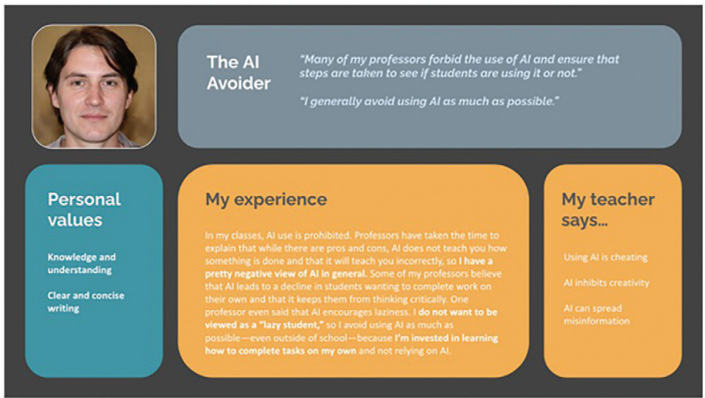 The AI
Avoider
“Many of my professors forbid the use of AI and ensure that
steps are taken to see if students are using it or not.”
“I generally avoid using AI as much as possible.”
Personal
values
Knowledge and
understanding
Clear and concise
writing
My experience
In my classes, AI use is prohibited. Professors have taken the time to
explain that while there are pros and cons, AI does not teach you how
something is done and that it will teach you incorrectly, so I have a
pretty negative view of AI in general. Some of my professors believe
that AI leads to a decline in students wanting to complete work on
their own and that it keeps them from thinking critically. One
professor even said that AI encourages laziness. I do not want to be
viewed as a “lazy student,” so I avoid using AI as much as
possible—even outside of school—because I’m invested in learning
how to complete tasks on my own and not relying on AI.
My teacher
says…
Using AI is cheating
AI inhibits creativity
AI can spread
misinformation